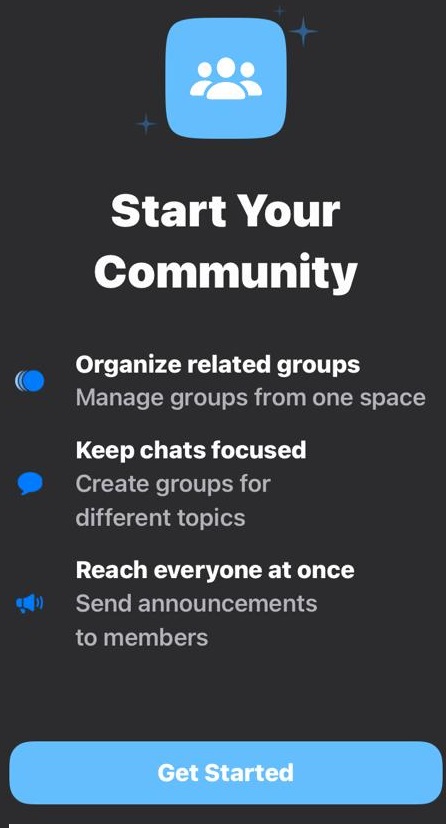 Start Your
Community
Organize related groups
Manage groups from one space
Keep chats focused
Create groups for
different topics
Reach everyone at once
Send announcements
to members
Get Started